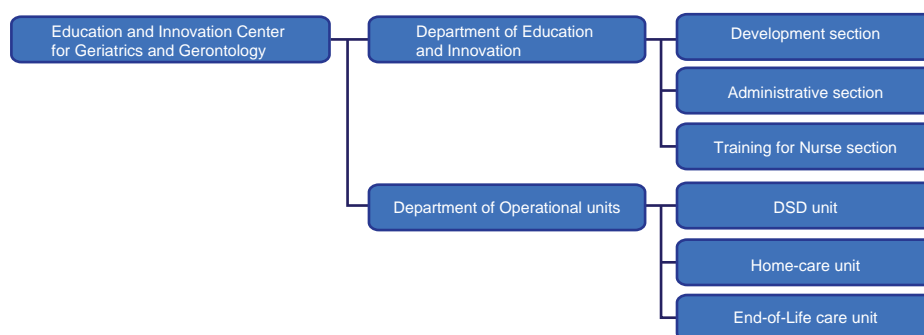 Education and Innovation Center
for Geriatrics and Gerontology
Department of Education
and Innovation
Development section
Administrative section
Training for Nurse section
Department of Operational units
DSD unit
Home-care unit
End-of-Life care unit